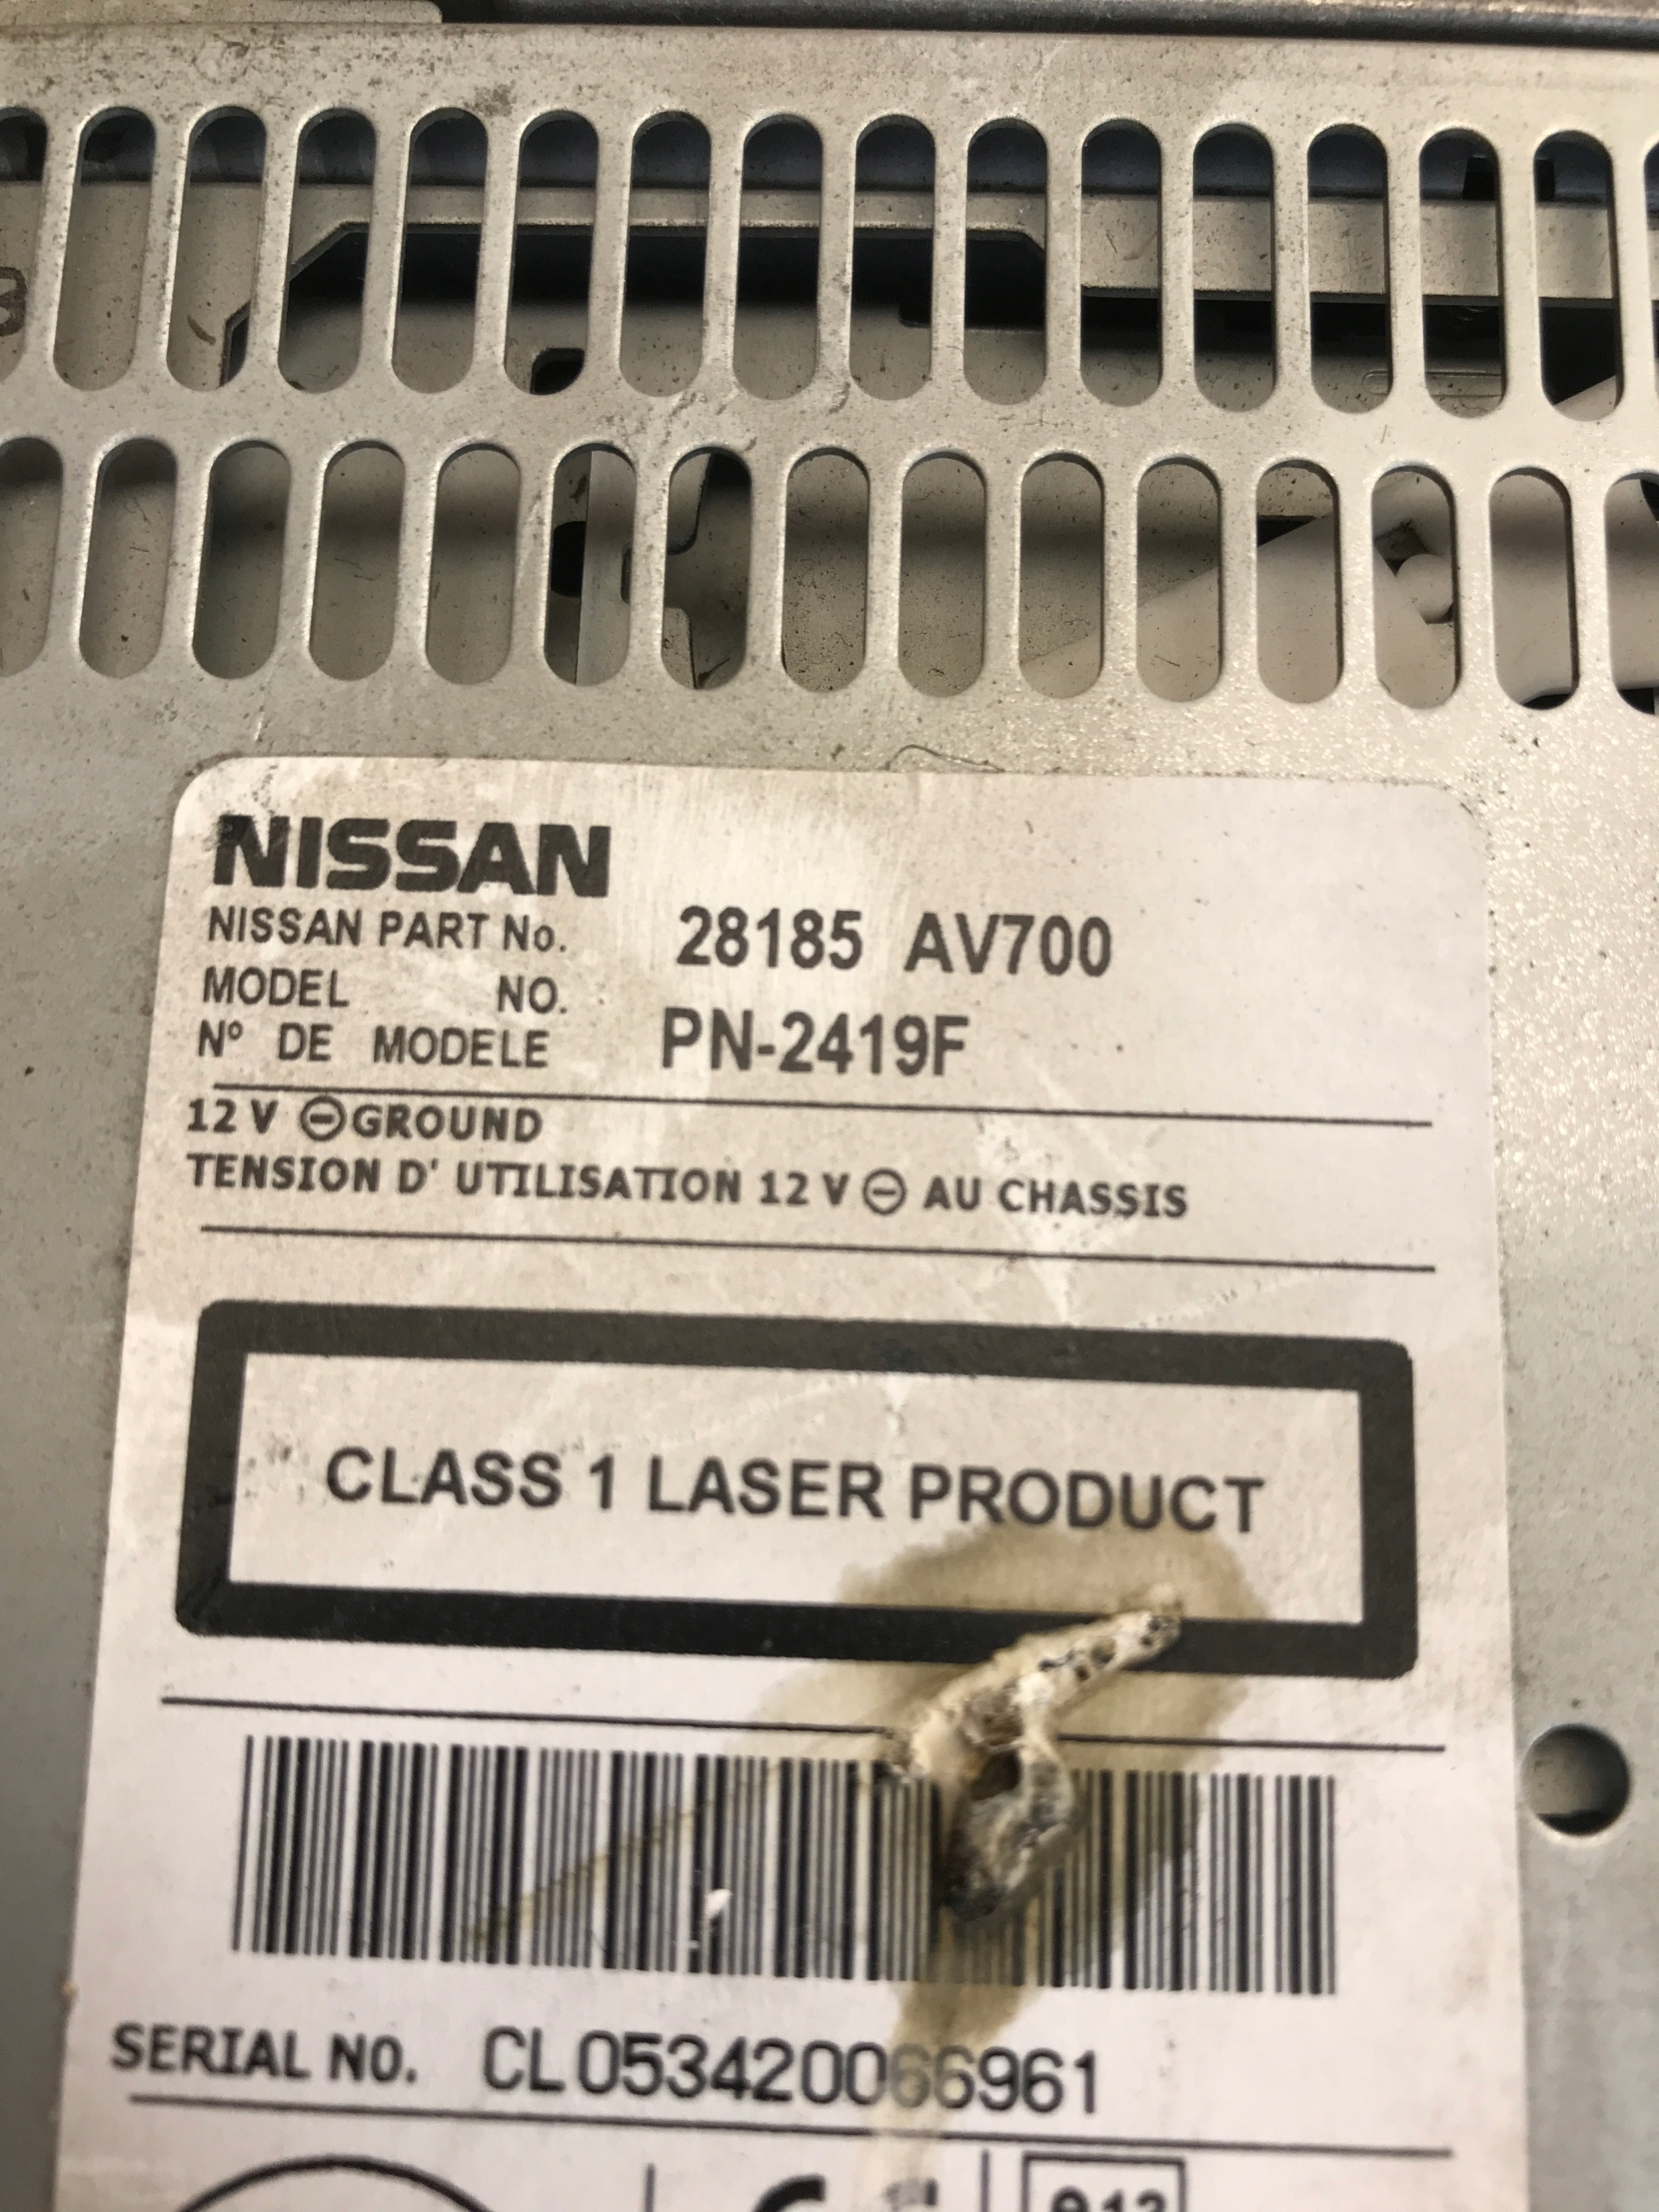 NISSAN
NISSAN PART No. 28185 AV700
MODEL NO.
N° DE MODELE PN-2419F
12 V ⊖ GROUND
TENSION D' UTILISATION 12 V ⊖ AU CHASSIS
CLASS 1 LASER PRODUCT
SERIAL NO. CL053420066961